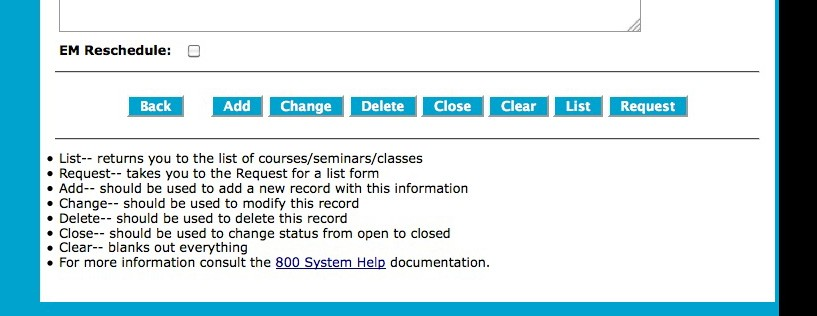 EM Reschedule:
Back Add Change Delete Close Clear List Request
• List-- returns you to the list of courses/seminars/classes
• Request-- takes you to the Request for a list form
• Add-- should be used to add a new record with this information
• Change-- should be used to modify this record
• Delete-- should be used to delete this record
• Close-- should be used to change status from open to closed
• Clear-- blanks out everything
• For more information consult the 800 System Help documentation.